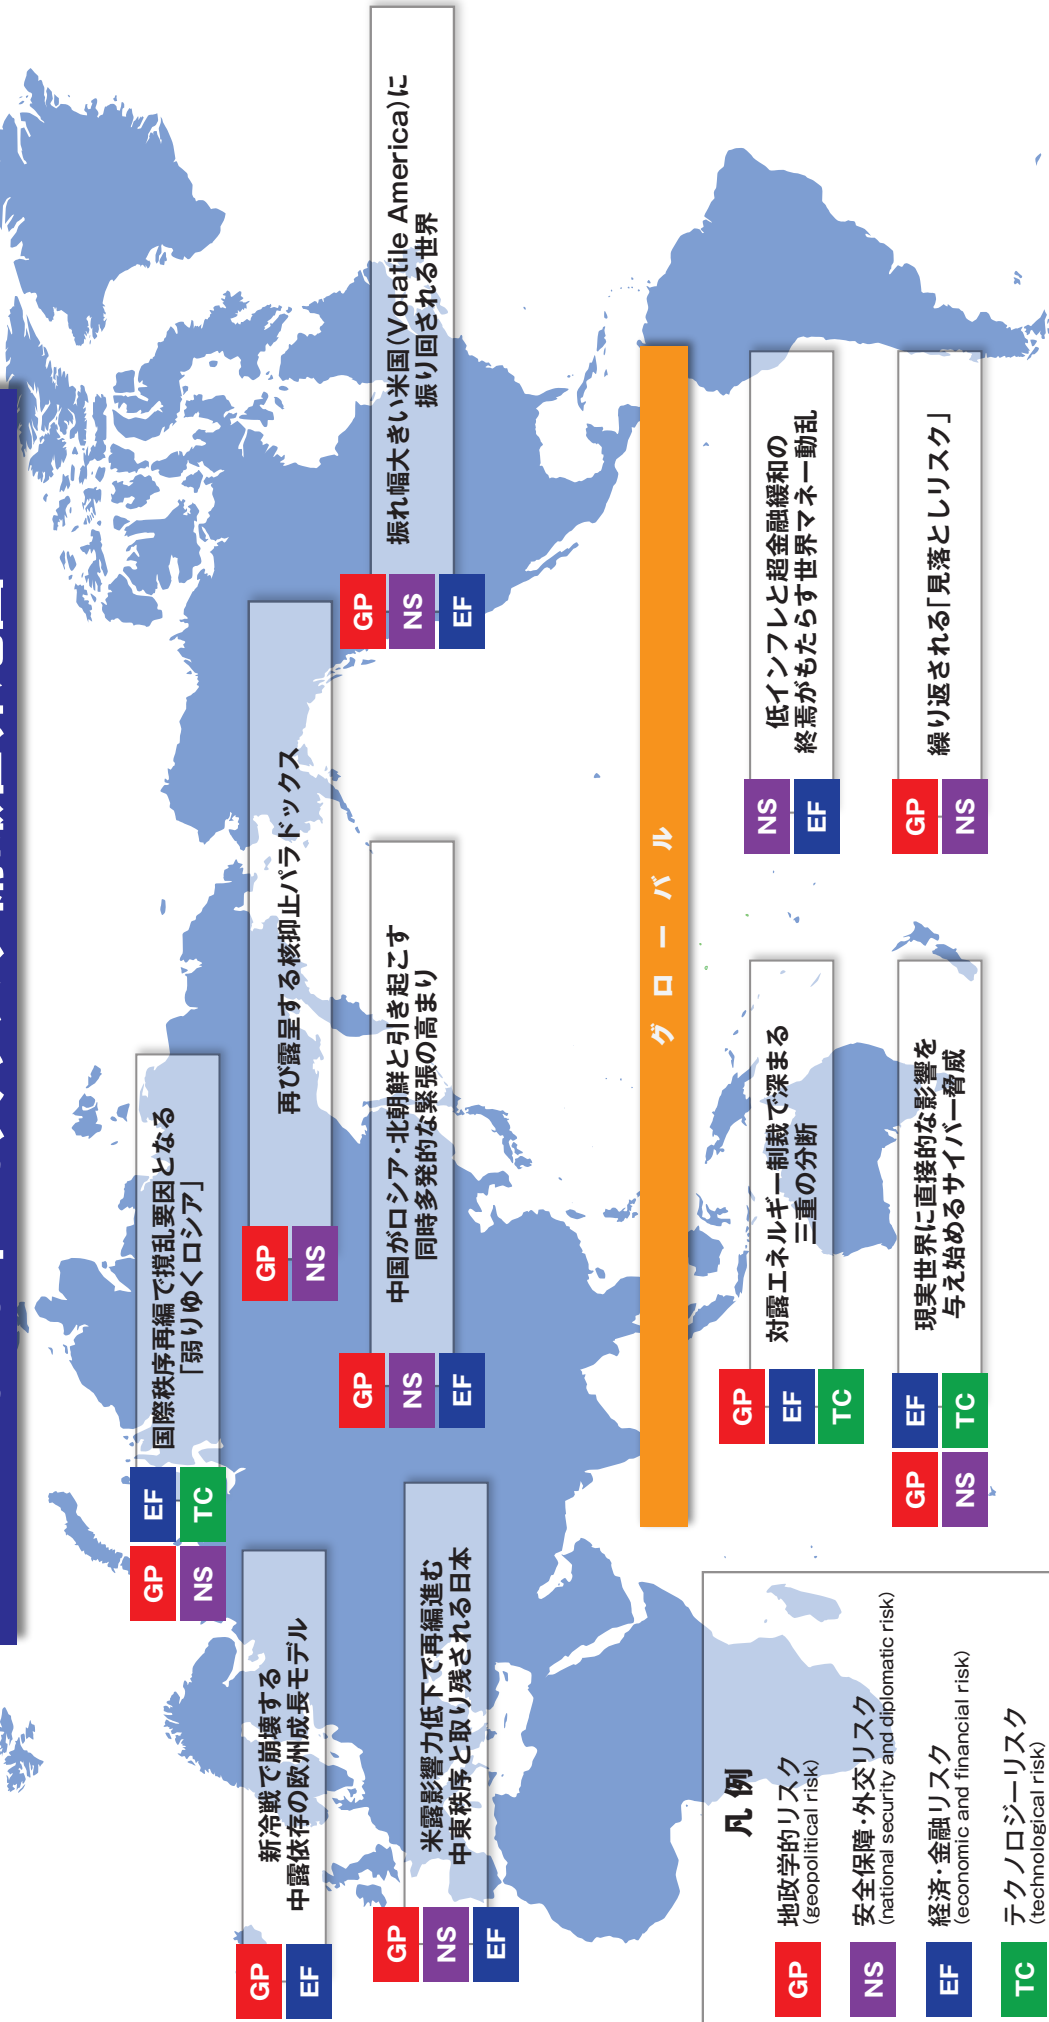 GP EF
NS TC
国際秩序再編で撹乱要因となる
「弱りゆくロシア」
GP
EF
新冷戦で崩壊する
中露依存の欧州成長モデル
GP
NS
再び露呈する核抑止パラドックス
GP
NS
EF
中国がロシア・北朝鮮と引き起こす
同時多発的な緊張の高まり
GP
NS
EF
振れ幅大きい米国(Volatile America)に
振り回される世界
GP
NS
EF
米露影響力低下で再編進む
中東秩序と取り残される日本
グローバル
GP
EF
TC
対露エネルギー制裁で深まる
三重の分断
NS
EF
低インフレと超金融緩和の
終焉がもたらす世界マネー動乱
GP EF
NS TC
現実世界に直接的な影響を
与え始めるサイバー脅威
GP
NS
繰り返される「見落としリスク」
凡例
GP 地政学的リスク
(geopolitical risk)
NS 安全保障・外交リスク
(national security and diplomatic risk)
EF 経済・金融リスク
(economic and financial risk)
TC テクノロジーリスク
(technological risk)